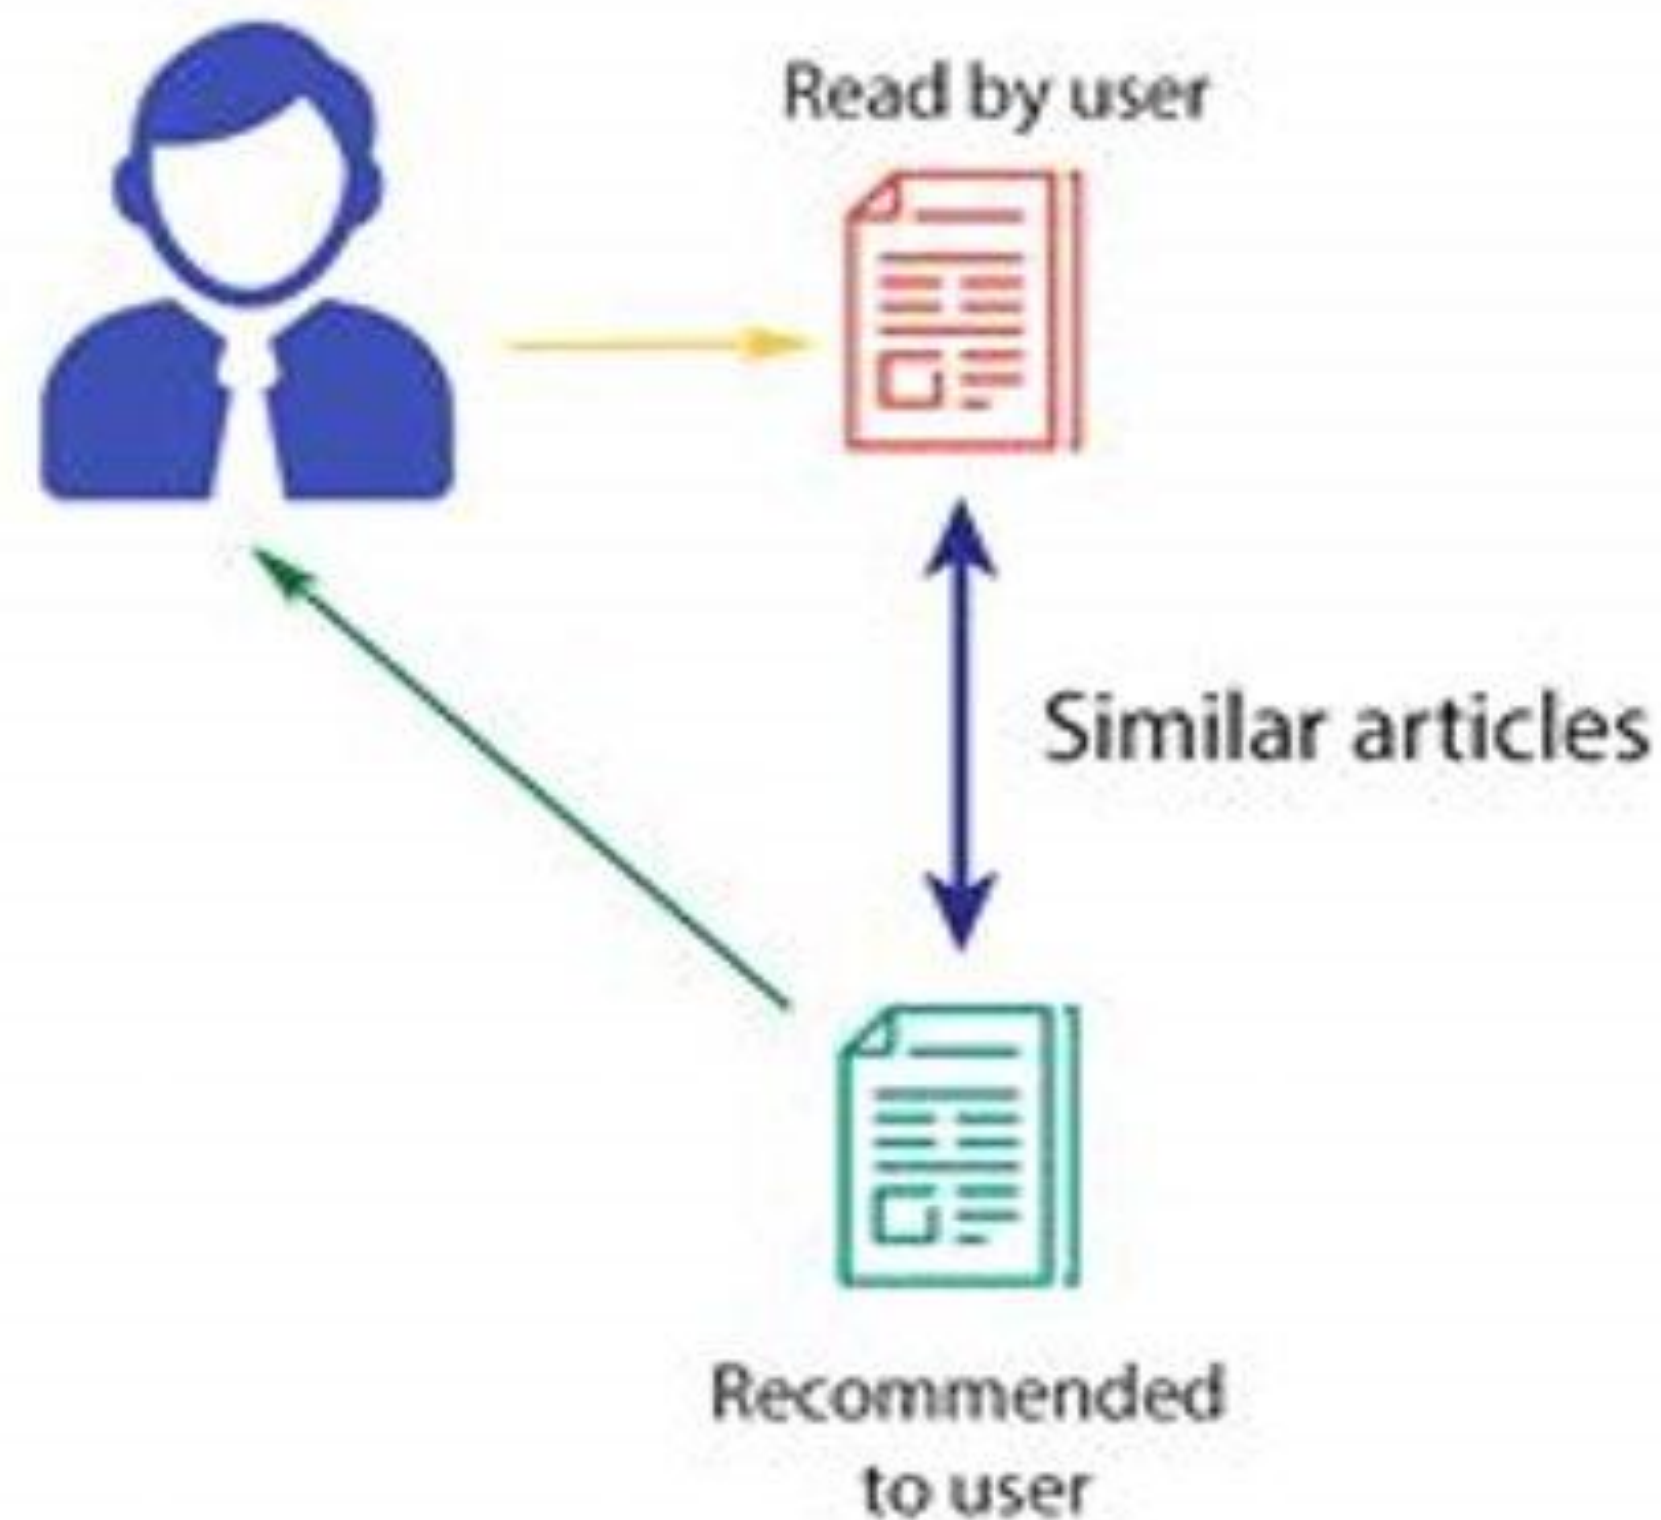 Read by user
Similar articles
Recommended
to user